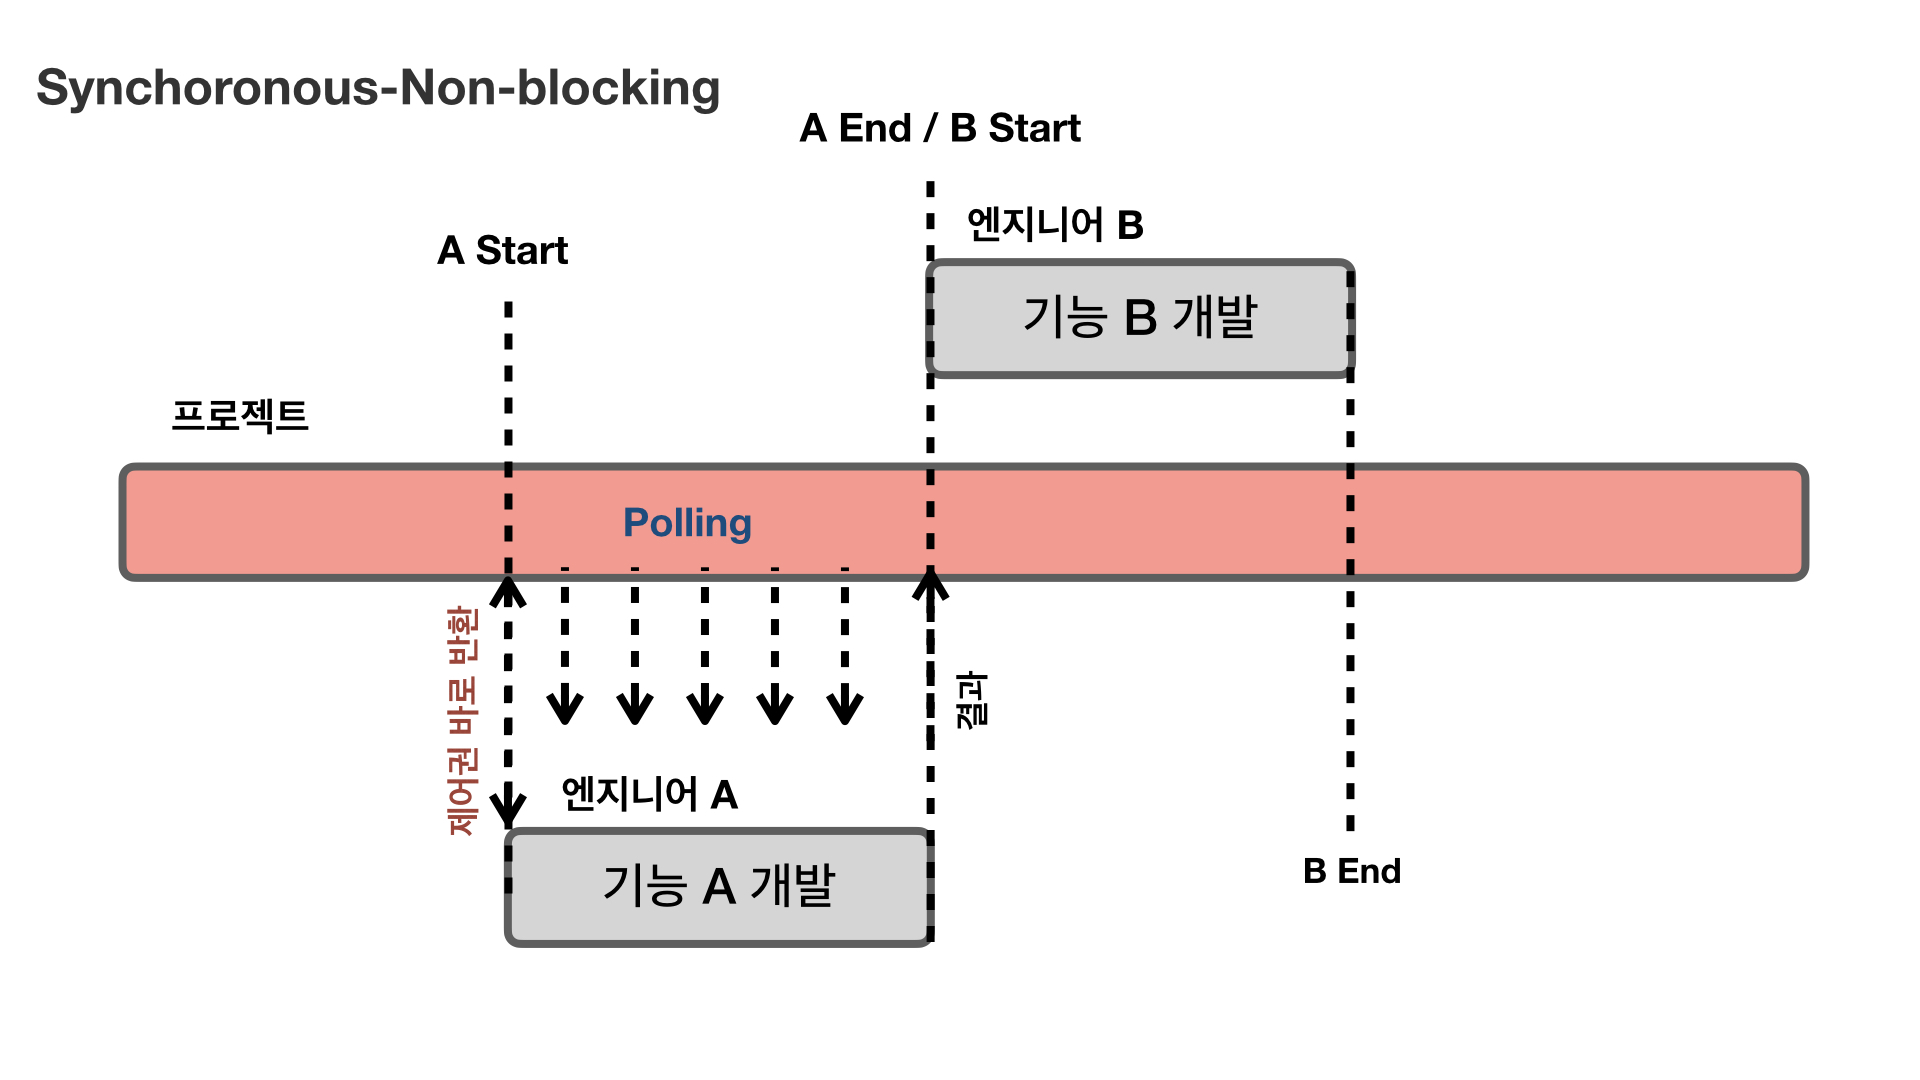 Synchoronous-Non-blocking
A End / B Start
엔지니어 B
A Start
기능 B 개발
프로젝트
Polling
제어권 바로 반환
결과
엔지니어 A
기능 A 개발
B End